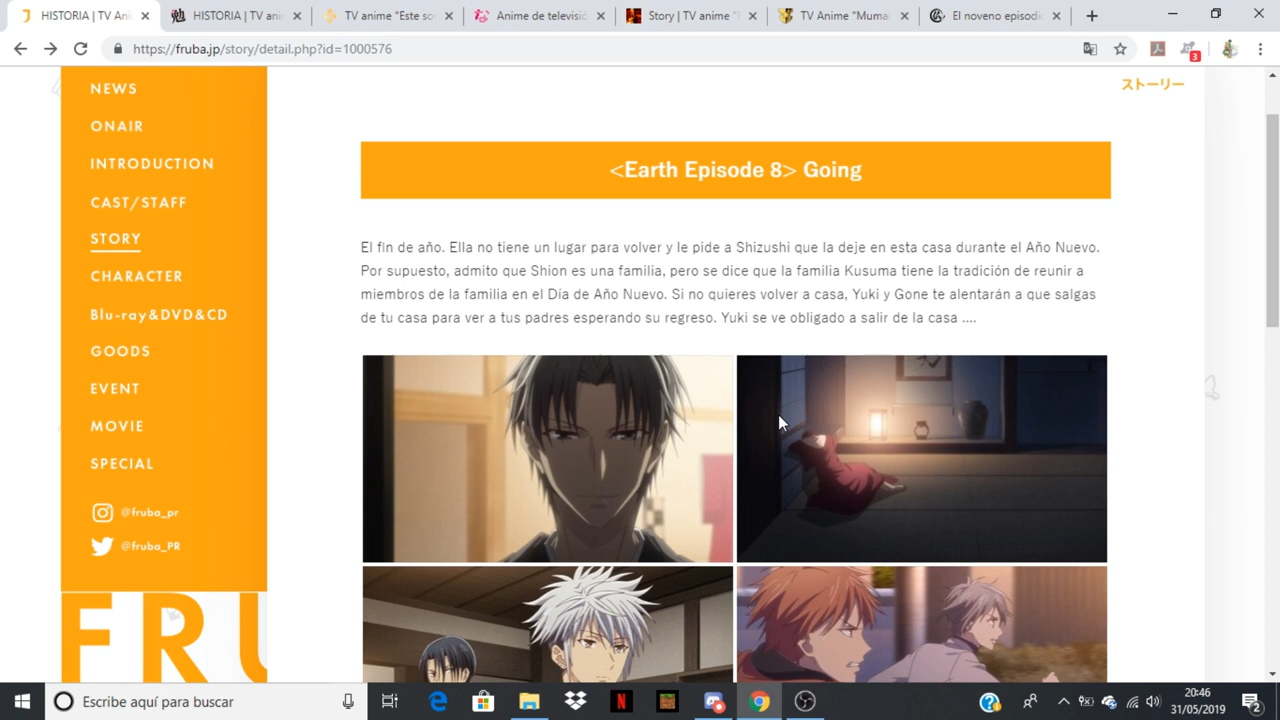 HISTORIA | TV Ani
HISTORIA | TV ani
TV anime "Este so
Anime de televisió
Story | TV anime "
TV Anime "Mumai
El noveno episodio
https://fruba.jp/story/detail.php?id=1000576
3
NEWS
ONAIR
INTRODUCTION
CAST/STAFF
STORY
CHARACTER
Blu-ray&DVD&CD
GOODS
EVENT
MOVIE
SPECIAL
@fruba_pr
@fruba_PR
FRU
ストーリー
<Earth Episode 8> Going
El fin de año. Ella no tiene un lugar para volver y le pide a Shizushi que la deje en esta casa durante el Año Nuevo.
Por supuesto, admito que Shion es una familia, pero se dice que la familia Kusuma tiene la tradición de reunir a
miembros de la familia en el Día de Año Nuevo. Si no quieres volver a casa, Yuki y Gone te alentarán a que salgas
de tu casa para ver a tus padres esperando su regreso. Yuki se ve obligado a salir de la casa ....
Escribe aquí para buscar
20:46
31/05/2019
2